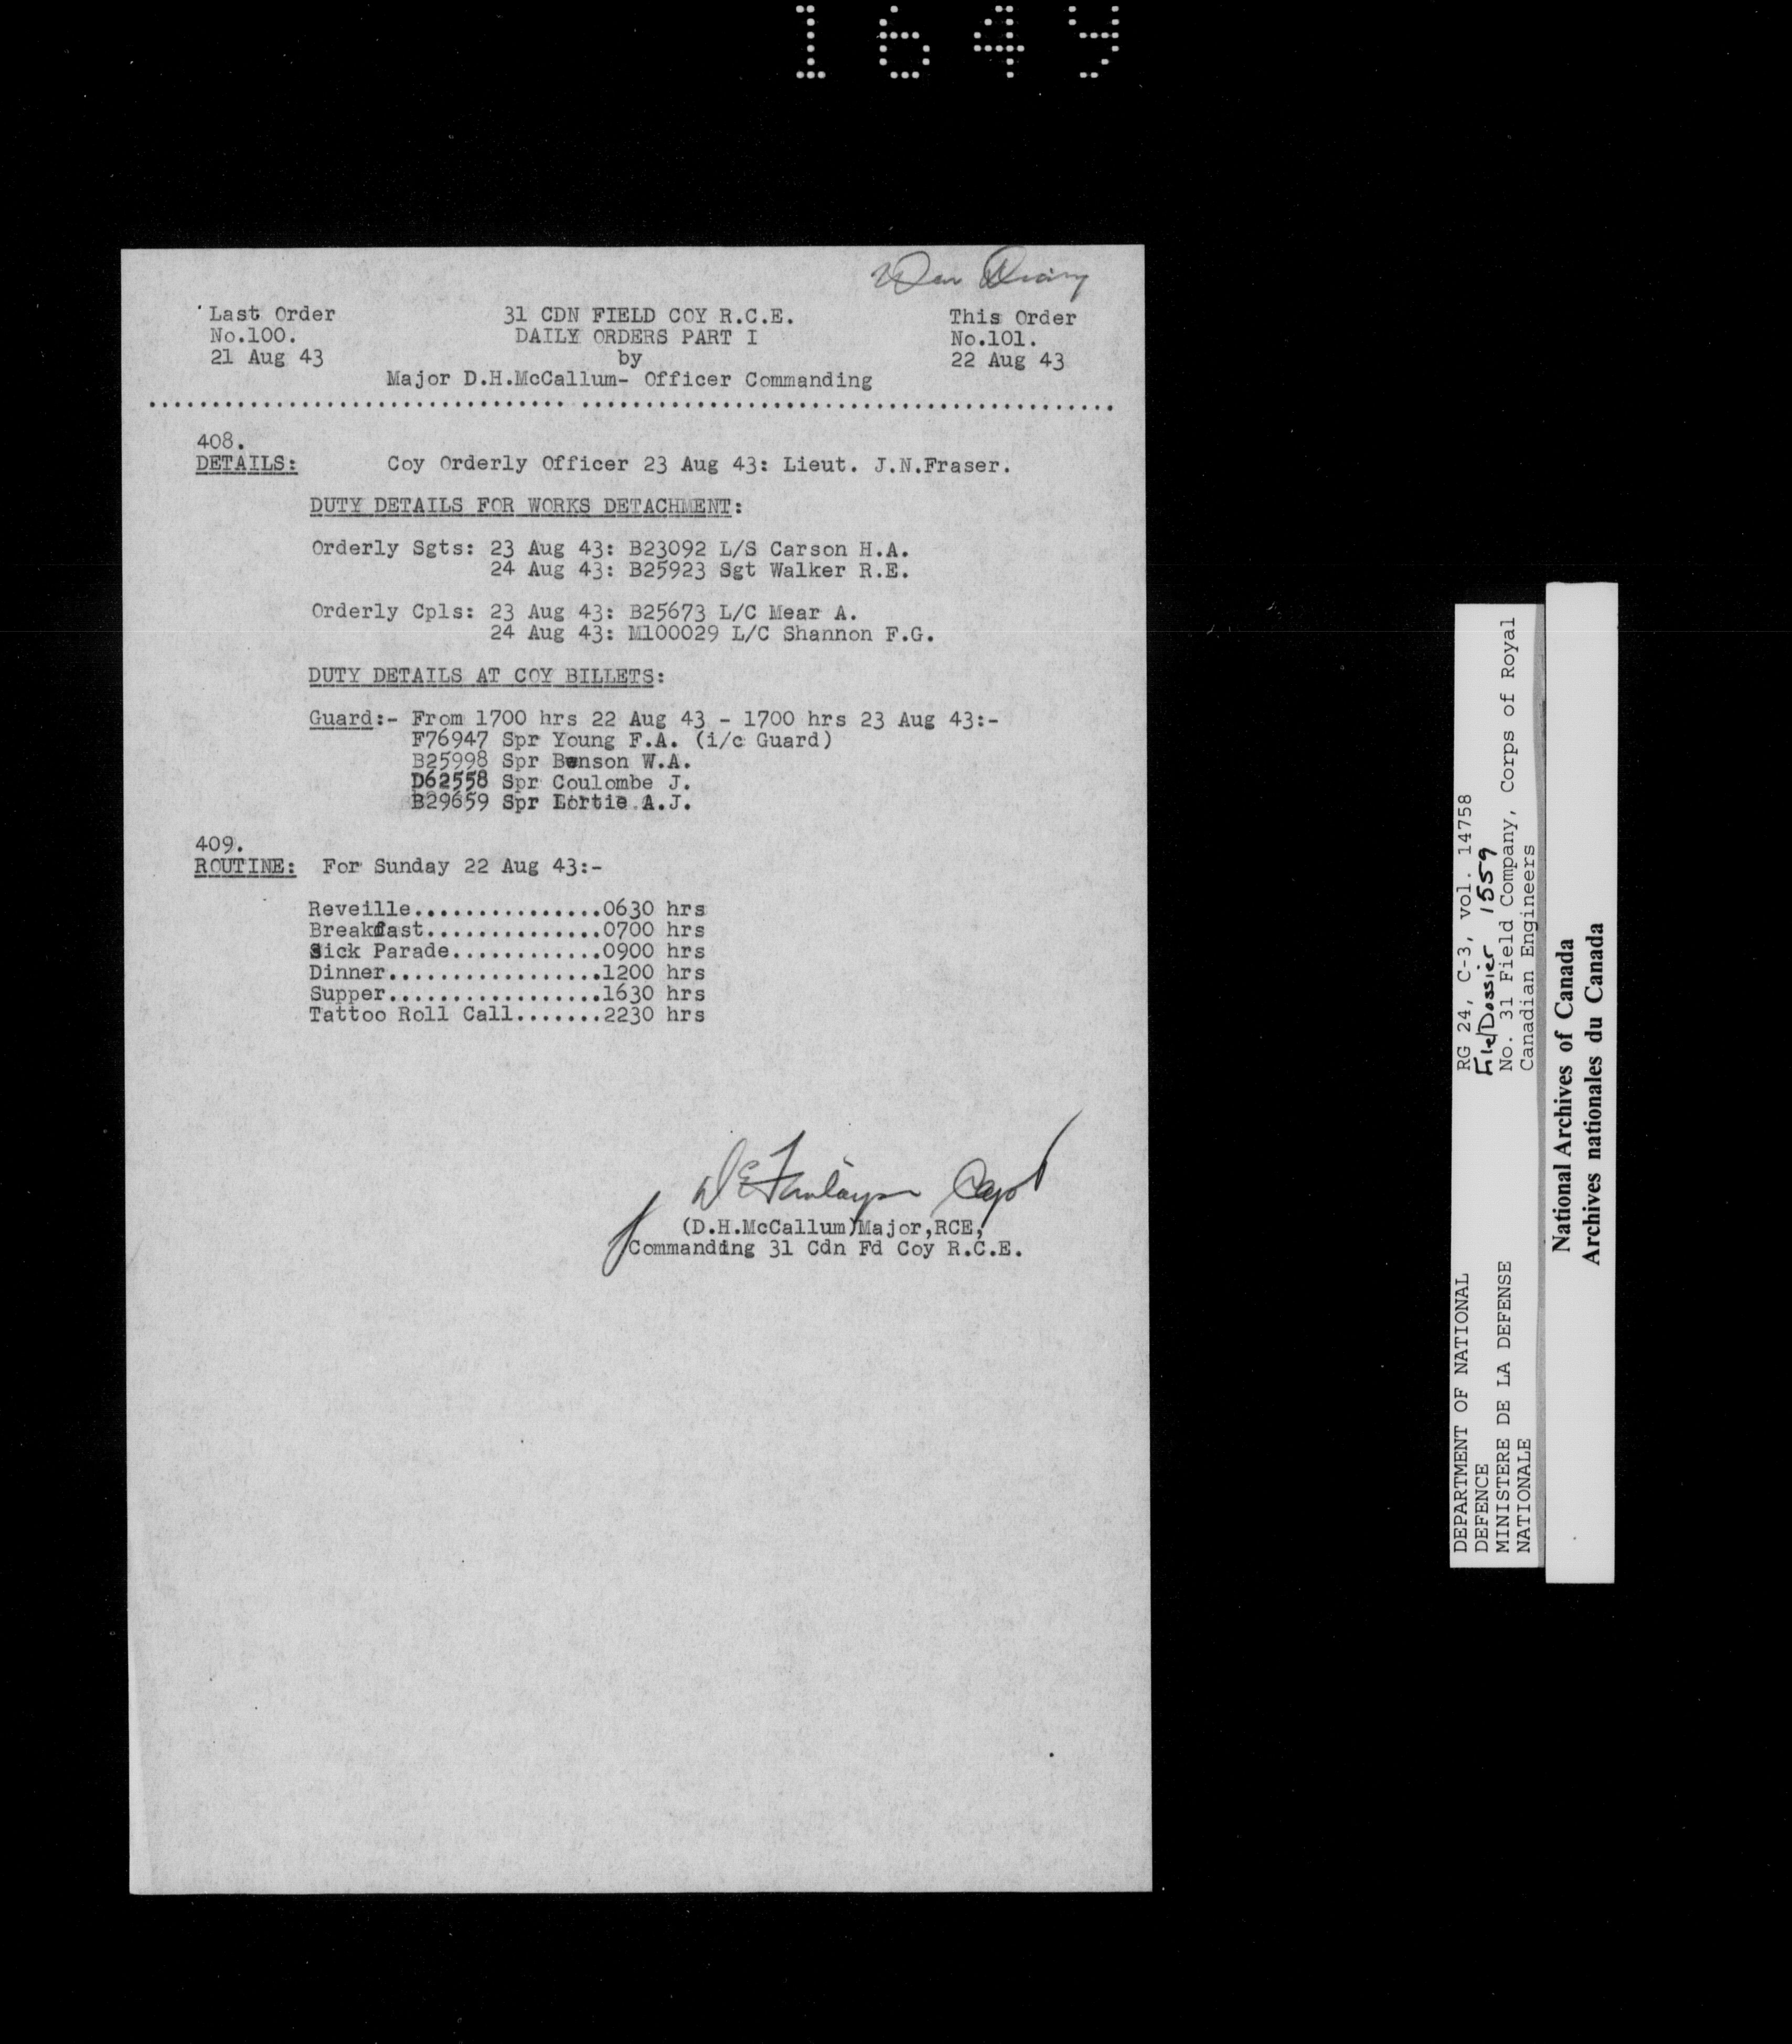 1649
War Diary
Last Order 31 CDN FIELD COY R.C.E. This Order
No.100. DAILY ORDERS PART I No.101.
21 Aug 43 by 22 Aug 43
Major D.H.McCallum- Officer Commanding
408.
DETAILS: Coy Orderly Officer 23 Aug 43: Lieut. J.N.Fraser.
DUTY DETAILS FOR WORKS DETACHMENT:
Orderly Sgts: 23 Aug 43: B23092 L/S Carson H.A.
24 Aug 43: B25923 Sgt Walker R.E.
Orderly Cpls: 23 Aug 43: B25673 L/C Mear A.
24 Aug 43: M100029 L/C Shannon F.G.
DUTY DETAILS AT COY BILLETS:
Guard:- From 1700 hrs 22 Aug 43 - 1700 hrs 23 Aug 43:-
F76947 Spr Young F.A. (i/c Guard)
B25998 Spr Benson W.A.
D62558 Spr Coulombe J.
B29659 Spr Lortie A.J.
409.
ROUTINE: For Sunday 22 Aug 43:-
Reveille...............0630 hrs
Breakfast..............0700 hrs
Sick Parade............0900 hrs
Dinner.................1200 hrs
Supper.................1630 hrs
Tattoo Roll Call.......2230 hrs
D E Finlayson Capt
(D.H.McCallum)Major,RCE,
Commanding 31 Cdn Fd Coy R.C.E.
DEPARTMENT OF NATIONAL
DEFENCE
MINISTERE DE LA DEFENSE
NATIONALE
RG 24, C-3, vol. 14758
File/Dossier 1559
No. 31 Field Company, Corps of Royal
Canadian Engineers
National Archives of Canada
Archives nationales du Canada